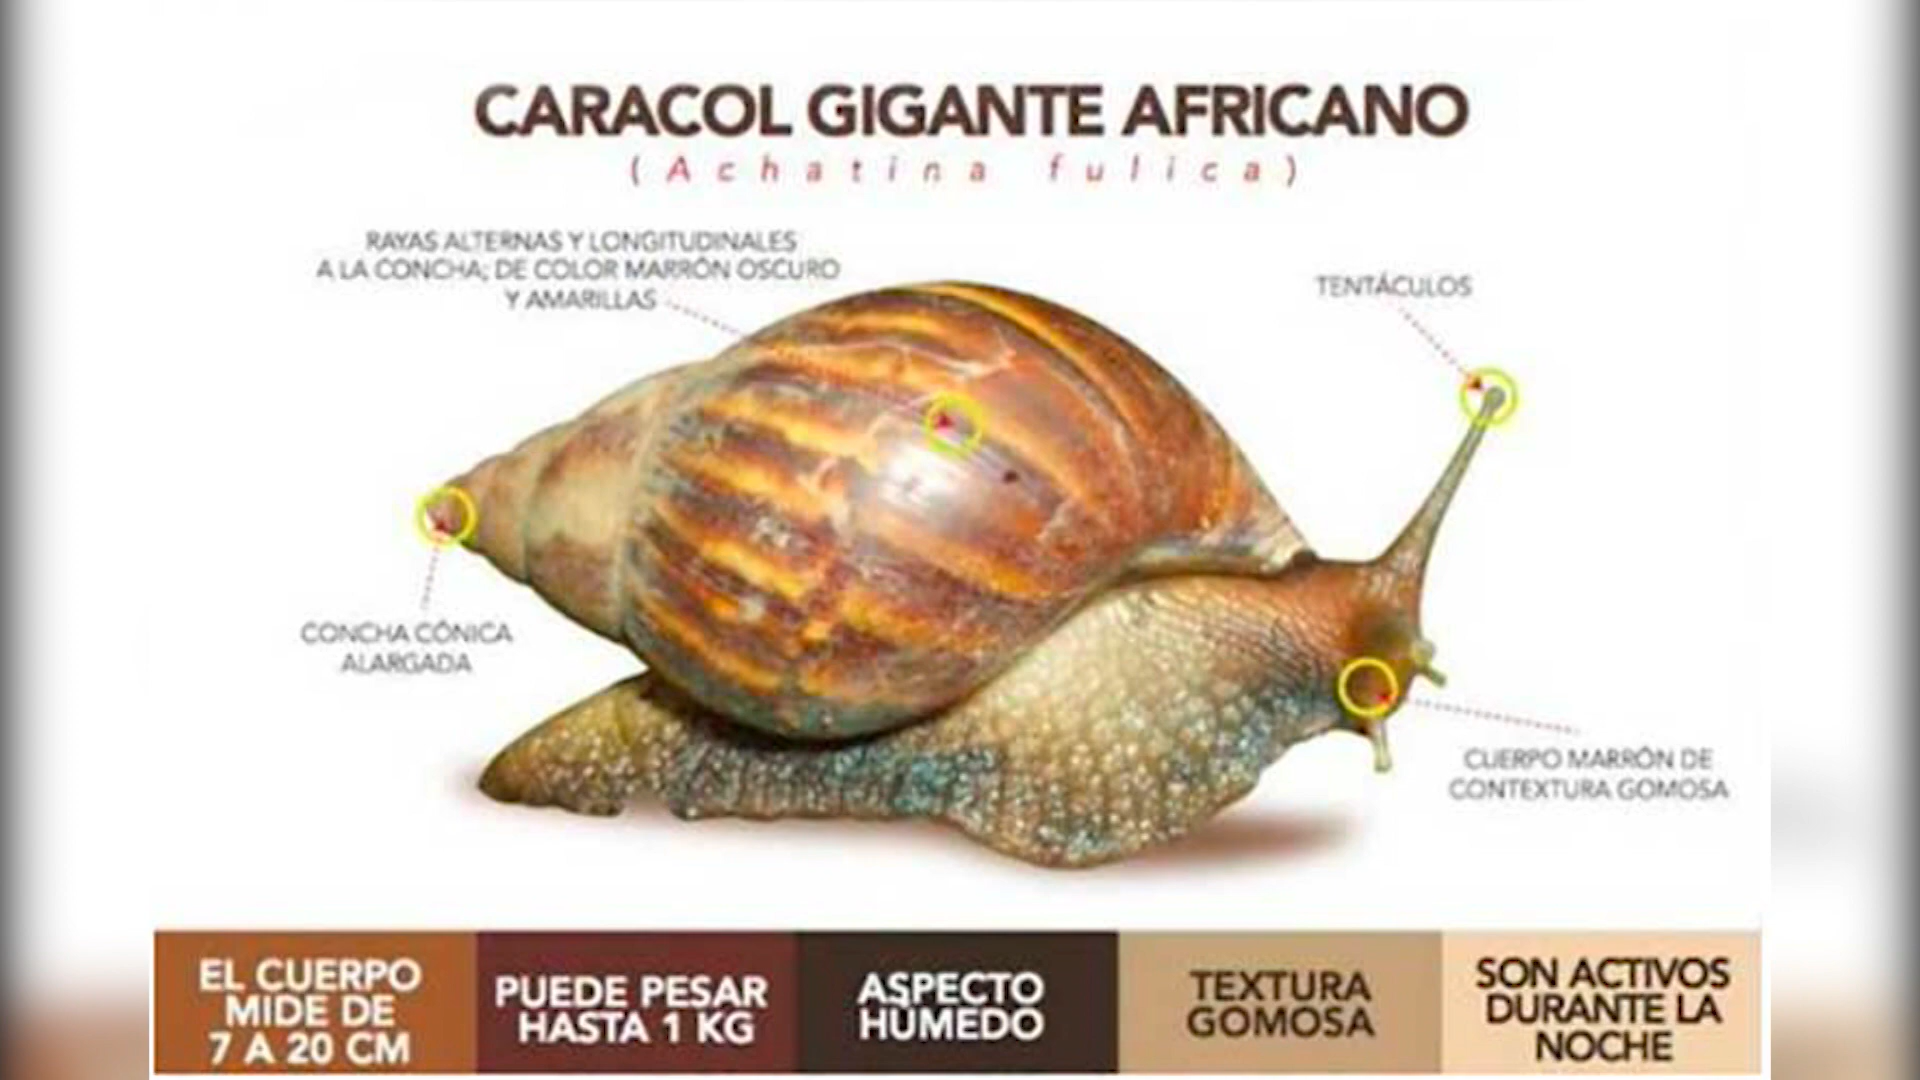 CARACOL GIGANTE AFRICANO
(Achatina fulica)
RAYAS ALTERNAS Y LONGITUDINALES
A LA CONCHA; DE COLOR MARRÓN OSCURO
Y AMARILLAS
TENTÁCULOS
CONCHA CÓNICA
ALARGADA
CUERPO MARRÓN DE
CONTEXTURA GOMOSA
EL CUERPO
MIDE DE
7 A 20 CM
PUEDE PESAR
HASTA 1 KG
ASPECTO
HÚMEDO
TEXTURA
GOMOSA
SON ACTIVOS
DURANTE LA
NOCHE